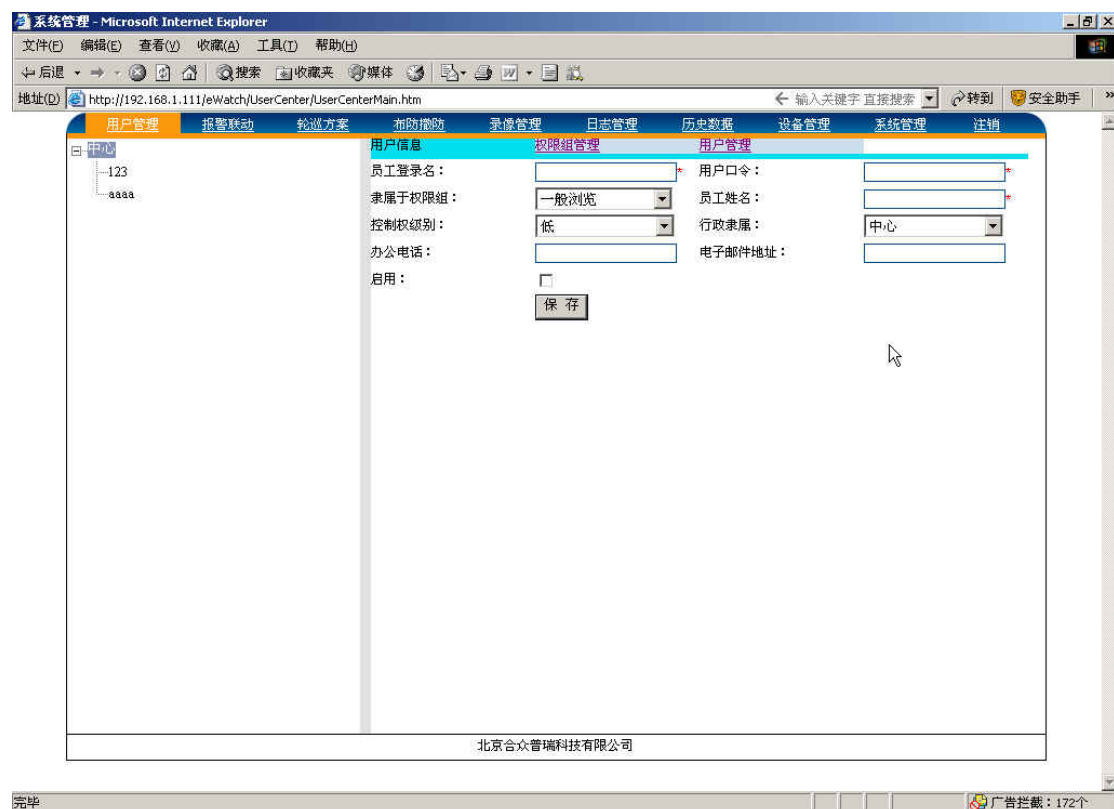 系统管理 - Microsoft Internet Explorer
文件(F) 编辑(E) 查看(V) 收藏(A) 工具(T) 帮助(H)
后退 搜索 收藏夹 媒体
地址(D) http://192.168.1.111/eWatch/UserCenter/UserCenterMain.htm 输入关键字 直接搜索 转到 安全助手 »
用户管理 报警联动 轮巡方案 布防撤防 录像管理 日志管理 历史数据 设备管理 系统管理 注销
中心
123
aaaa
用户信息 权限组管理 用户管理
员工登录名： * 用户口令： *
隶属于权限组： 一般浏览 员工姓名： *
控制权级别： 低 行政隶属： 中心
办公电话： 电子邮件地址：
启用：
保 存
北京合众普瑞科技有限公司
完毕 广告拦截：172个